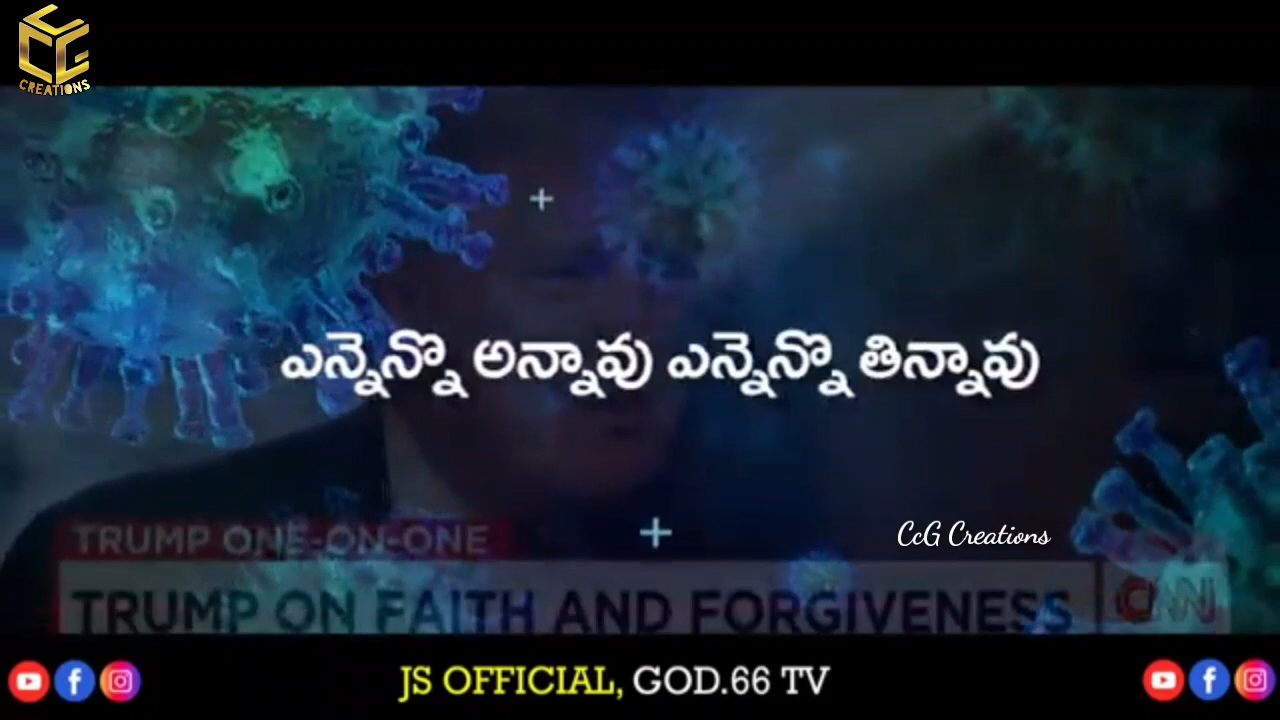 CCG
CREATIONS
ఎన్నెన్నొ అన్నావు ఎన్నెన్నొ తిన్నావు
CcG Creations
TRUMP ONE-ON-ONE
TRUMP ON FAITH AND FORGIVENESS
CNN
JS OFFICIAL, GOD.66 TV